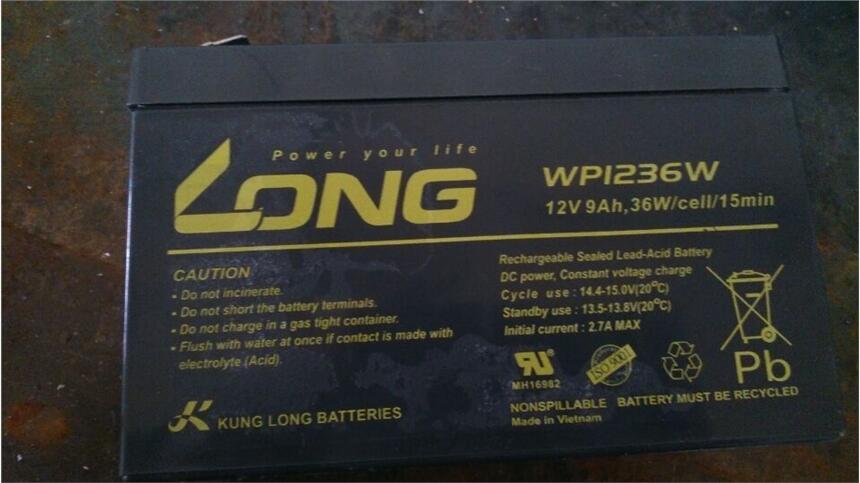 Power your life
LONG
WP1236W
12V 9Ah,36W/cell/15min
CAUTION
- Do not incinerate.
- Do not short the battery terminals.
- Do not charge in a gas tight container.
- Flush with water at once if contact is made with
electrolyte (Acid).
Rechargeable Sealed Lead-Acid Battery
DC power, Constant voltage charge
Cycle use : 14.4-15.0V(20°C)
Standby use : 13.5-13.8V(20°C)
Initial current : 2.7A MAX
MH16982
ISO 9001
Pb
NONSPILLABLE BATTERY MUST BE RECYCLED
Made in Vietnam
KUNG LONG BATTERIES